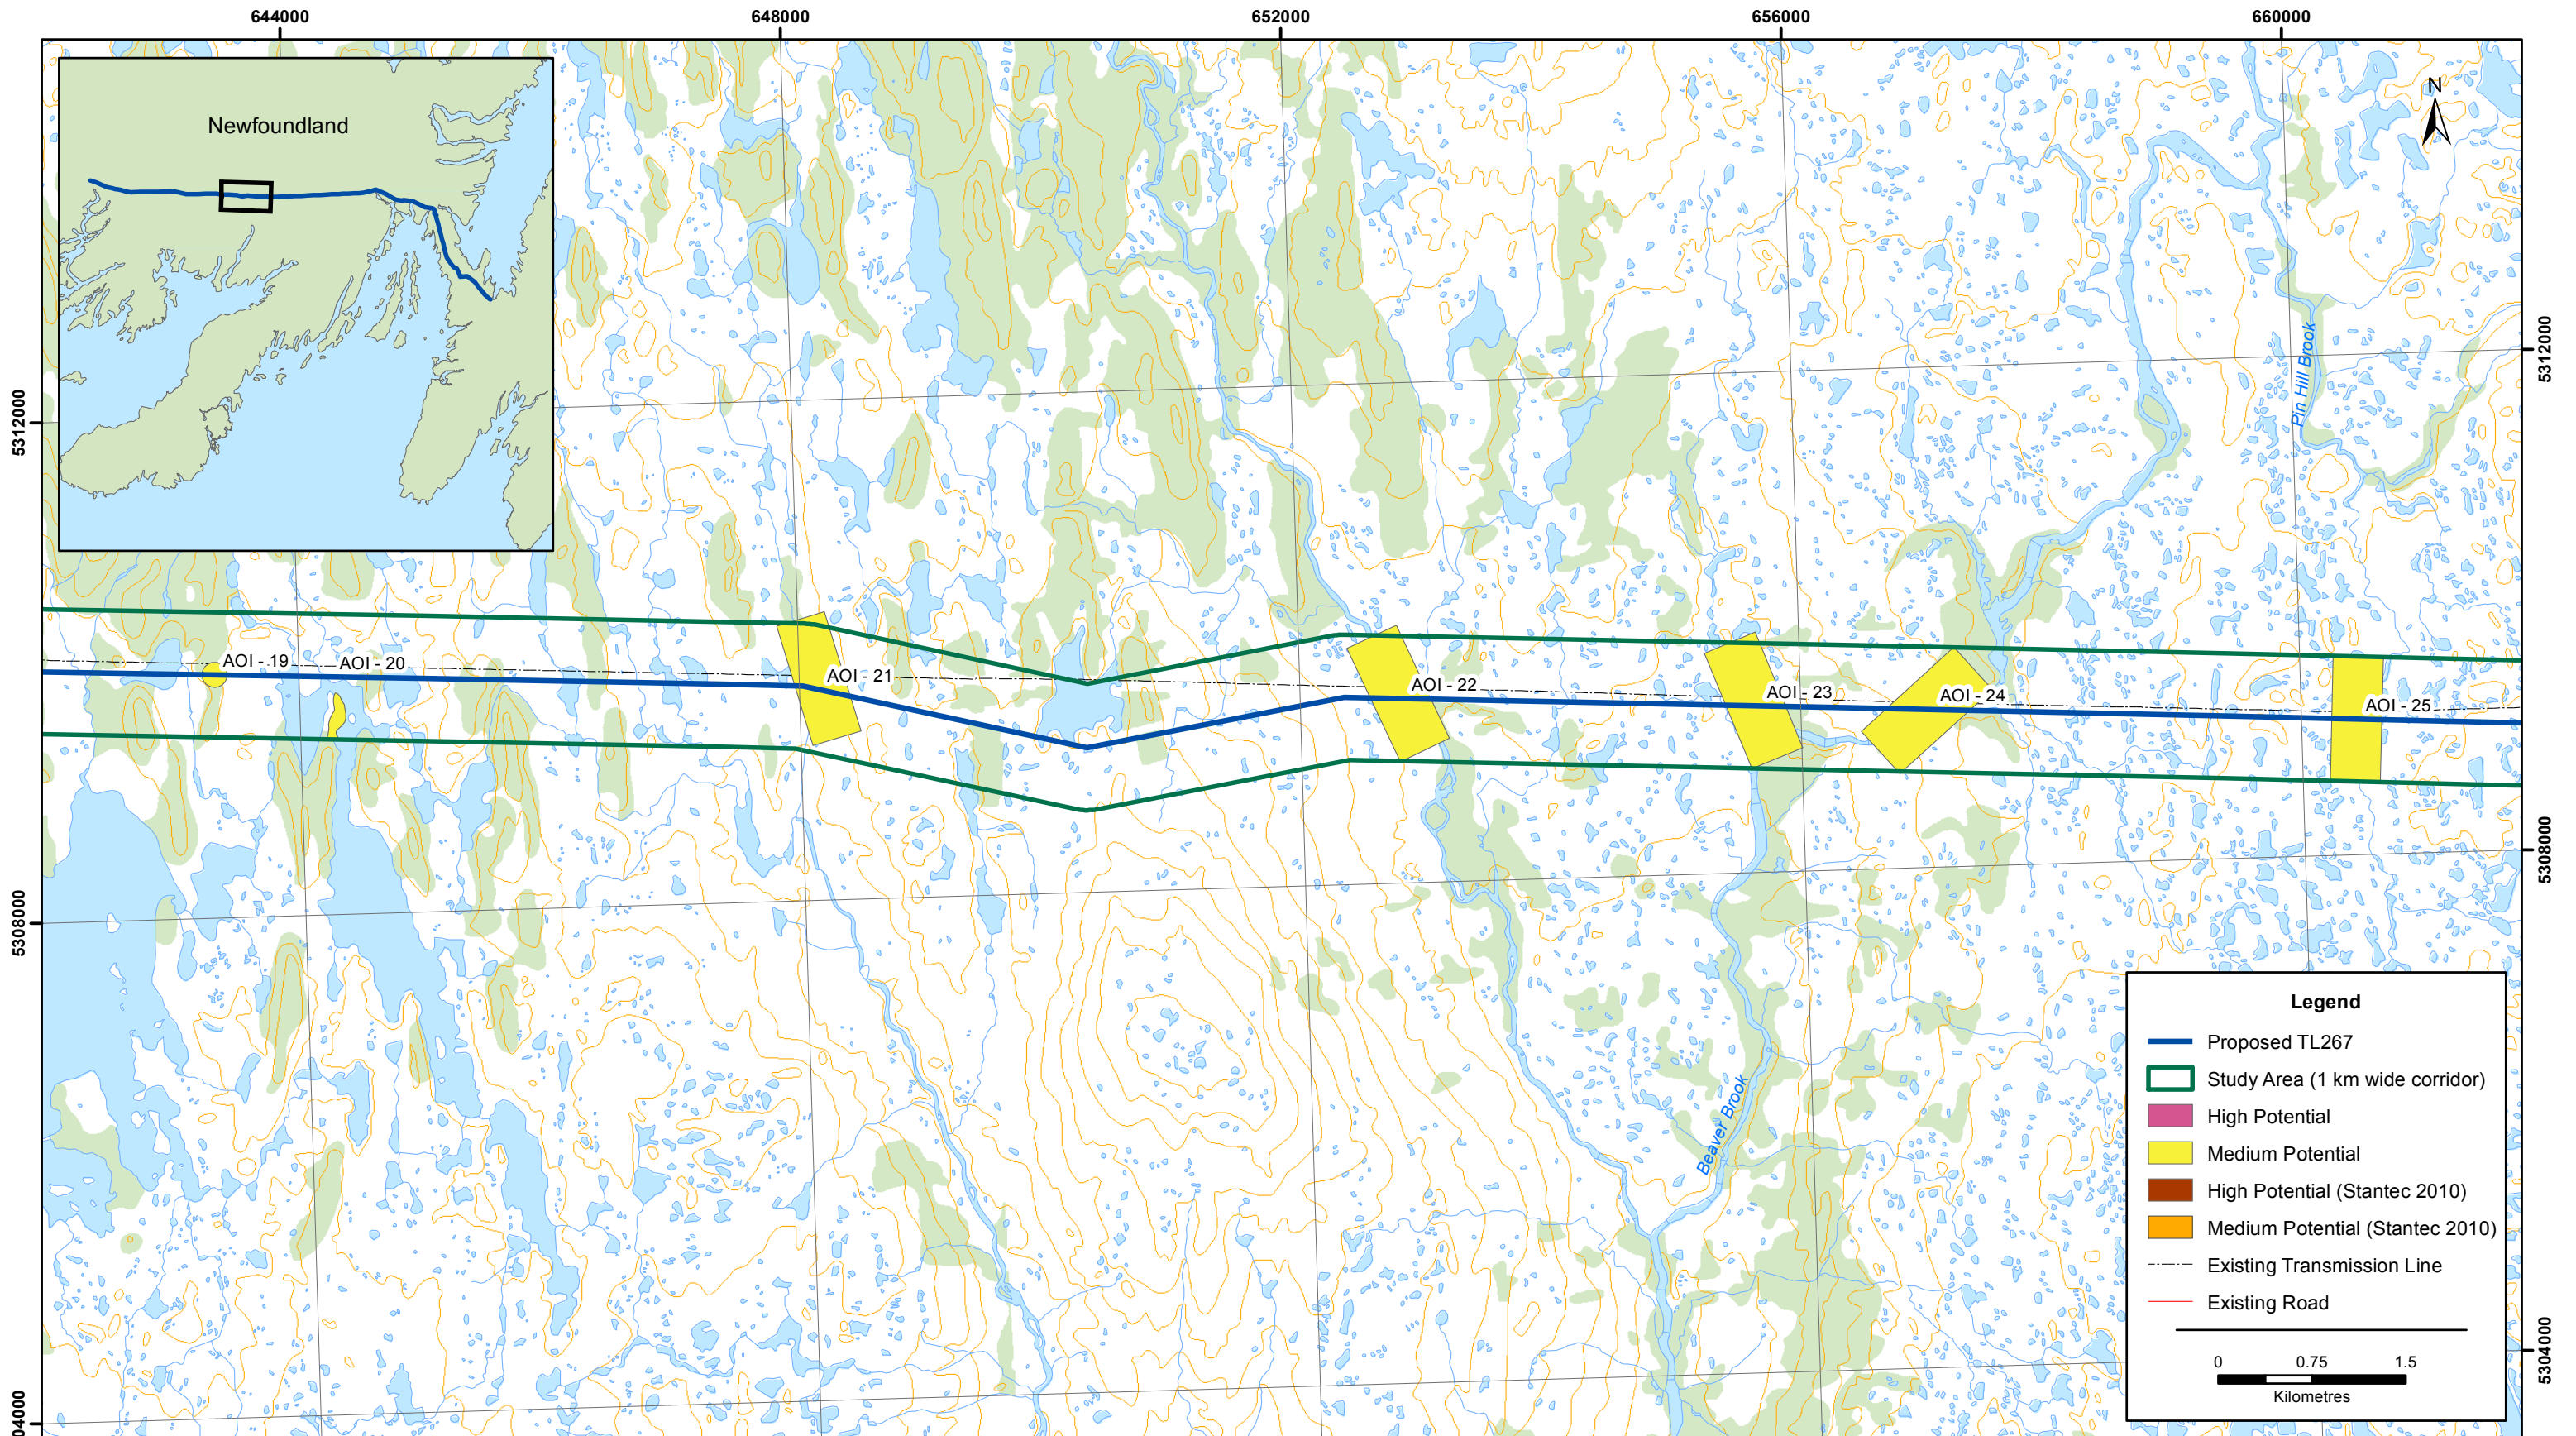 644000 648000 652000 656000 660000
N
Newfoundland
5312000
5312000
Pin Hill Brook
AOI - 19
AOI - 20
AOI - 21
AOI - 22
AOI - 23
AOI - 24
AOI - 25
5308000
5308000
Beaver Brook
Legend
Proposed TL267
Study Area (1 km wide corridor)
High Potential
Medium Potential
High Potential (Stantec 2010)
Medium Potential (Stantec 2010)
Existing Transmission Line
Existing Road
0 0.75 1.5
Kilometres
5304000
04000